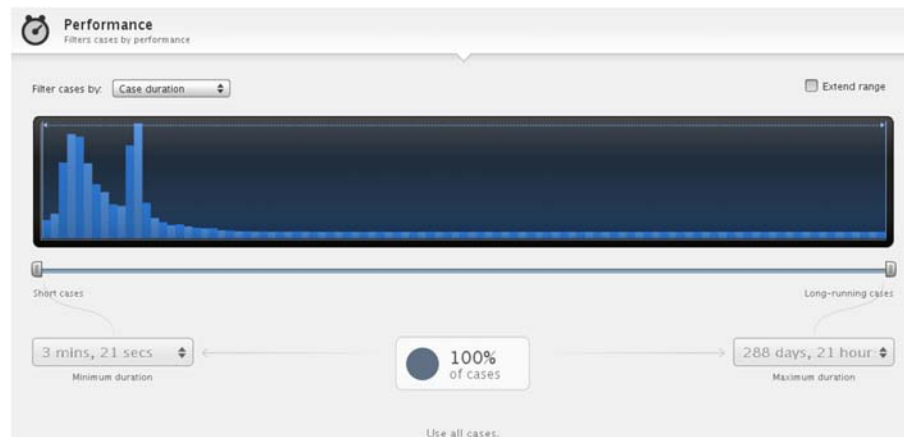 Performance
Filters cases by performance
Filter cases by: Case duration
Extend range
Short cases
Long-running cases
3 mins, 21 secs
100%
of cases
288 days, 21 hour
Minimum duration
Maximum duration
Use all cases.